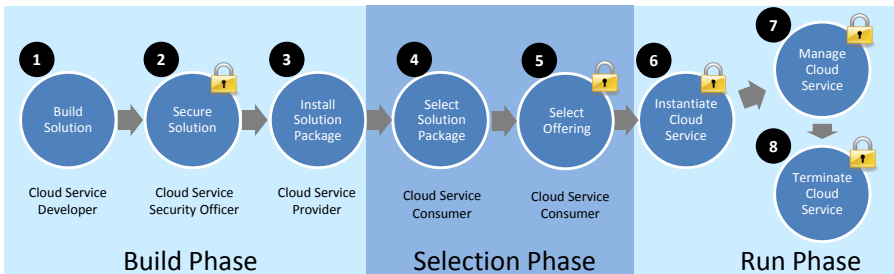 1
Build
Solution
Cloud Service
Developer
2
Secure
Solution
Cloud Service
Security Officer
3
Install
Solution
Package
Cloud Service
Provider
Build Phase
4
Select
Solution
Package
Cloud Service
Consumer
5
Select
Offering
Cloud Service
Consumer
Selection Phase
6
Instantiate
Cloud
Service
7
Manage
Cloud
Service
8
Terminate
Cloud
Service
Run Phase